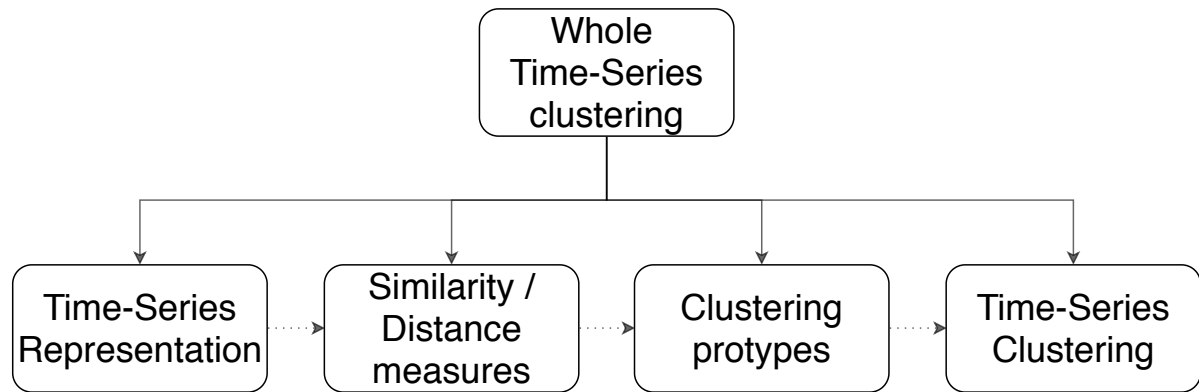 Whole
Time-Series
clustering
Time-Series
Representation
Similarity /
Distance
measures
Clustering
protypes
Time-Series
Clustering